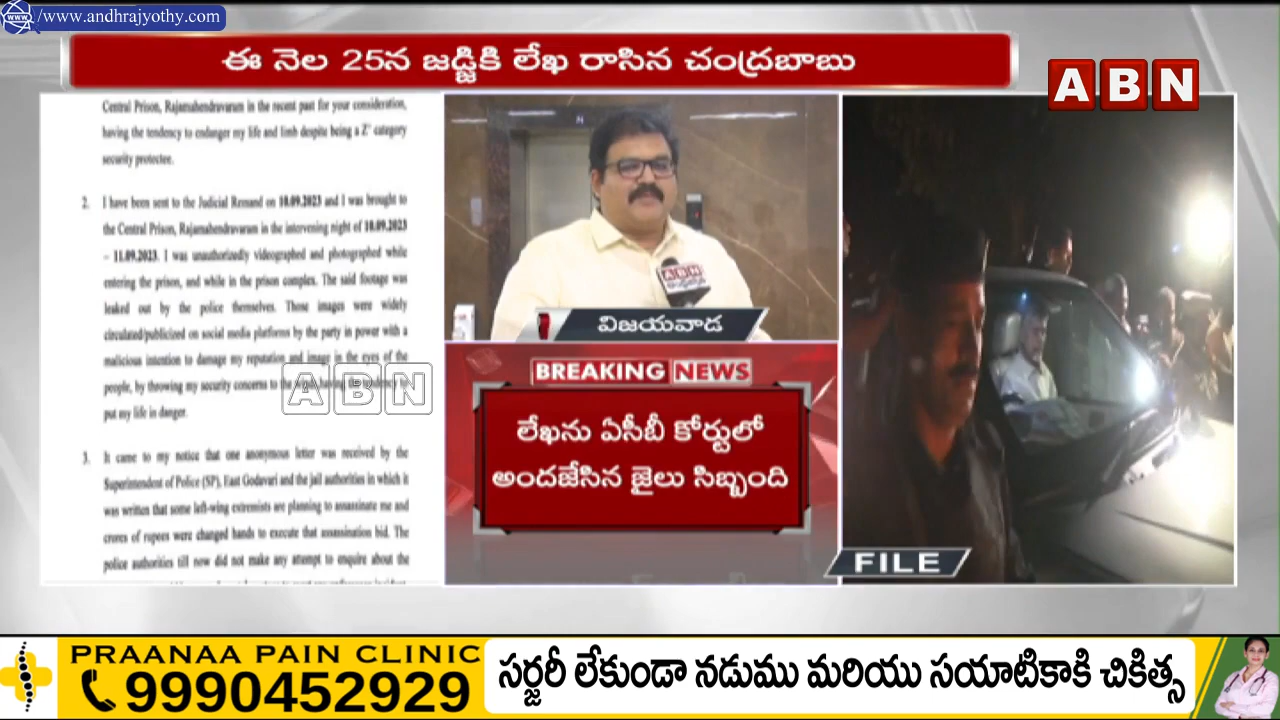 /www.andhrajyothy.com
ఈ నెల 25న జడ్జికి లేఖ రాసిన చంద్రబాబు
ABN
Central Prison, Rajamahendravaram in the recent past for your consideration,
having the tendency to endanger my life and limb despite being a Z+ category
security protectee.
2. I have been sent to the Judicial Remand on 10.09.2023 and I was brought to
the Central Prison, Rajamahendravaram in the intervening night of 10.09.2023
– 11.09.2023. I was unauthorizedly videographed and photographed while
entering the prison, and while in the prison complex. The said footage was
leaked out by the police themselves. Those images were widely
circulated/publicized on social media platforms by the party in power with a
malicious intention to damage my reputation and image in the eyes of the
people, by throwing my security concerns to the
put my life in danger.
ABN
3. It came to my notice that one anonymous letter was received by the
Superintendent of Police (SP), East Godavari and the jail authorities in which it
was written that some left-wing extremists are planning to assassinate me and
crores of rupees were changed hands to execute that assassination bid. The
police authorities till now did not make any attempt to enquire about the
ABN
విజయవాడ
BREAKING NEWS
లేఖను ఏసీబీ కోర్టులో
అందజేసిన జైలు సిబ్బంది
FILE
PRAANAA PAIN CLINIC
9990452929
సర్జరీ లేకుండా నడుము మరియు సయాటికాకి చికిత్స